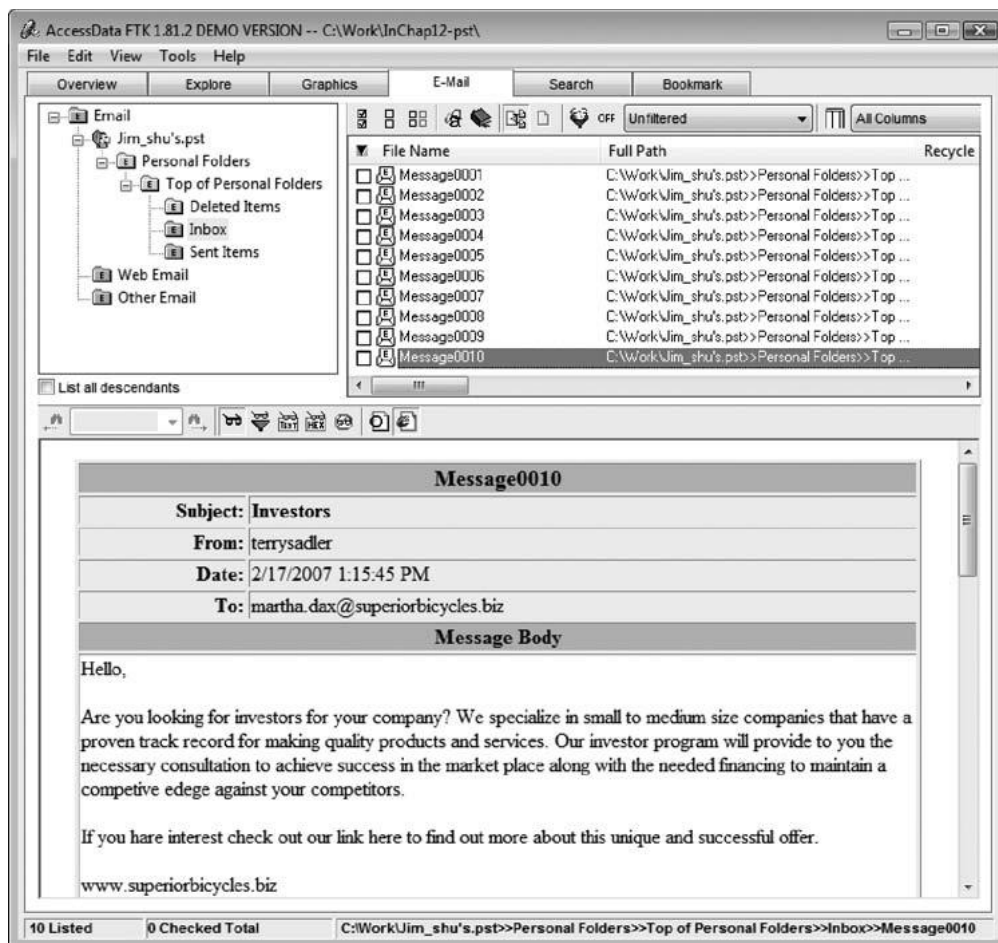 AccessData FTK 1.81.2 DEMO VERSION -- C:\Work\InChap12-pst\
File Edit View Tools Help
Overview Explore Graphics E-Mail Search Bookmark
Email
Jim_shu's.pst
Personal Folders
Top of Personal Folders
Deleted Items
Inbox
Sent Items
Web Email
Other Email
List all descendants
OFF Unfiltered All Columns
File Name Full Path Recycle
Message0001 C:\Work\Jim_shu's.pst>>Personal Folders>>Top ...
Message0002 C:\Work\Jim_shu's.pst>>Personal Folders>>Top ...
Message0003 C:\Work\Jim_shu's.pst>>Personal Folders>>Top ...
Message0004 C:\Work\Jim_shu's.pst>>Personal Folders>>Top ...
Message0005 C:\Work\Jim_shu's.pst>>Personal Folders>>Top ...
Message0006 C:\Work\Jim_shu's.pst>>Personal Folders>>Top ...
Message0007 C:\Work\Jim_shu's.pst>>Personal Folders>>Top ...
Message0008 C:\Work\Jim_shu's.pst>>Personal Folders>>Top ...
Message0009 C:\Work\Jim_shu's.pst>>Personal Folders>>Top ...
Message0010 C:\Work\Jim_shu's.pst>>Personal Folders>>Top ...
TEXT HEX
Message0010
Subject: Investors
From: terrysadler
Date: 2/17/2007 1:15:45 PM
To: martha.dax@superiorbicycles.biz
Message Body
Hello,
Are you looking for investors for your company? We specialize in small to medium size companies that have a
proven track record for making quality products and services. Our investor program will provide to you the
necessary consultation to achieve success in the market place along with the needed financing to maintain a
competive edege against your competitors.
If you hare interest check out our link here to find out more about this unique and successful offer.
www.superiorbicycles.biz
10 Listed 0 Checked Total C:\Work\Jim_shu's.pst>>Personal Folders>>Top of Personal Folders>>Inbox>>Message0010